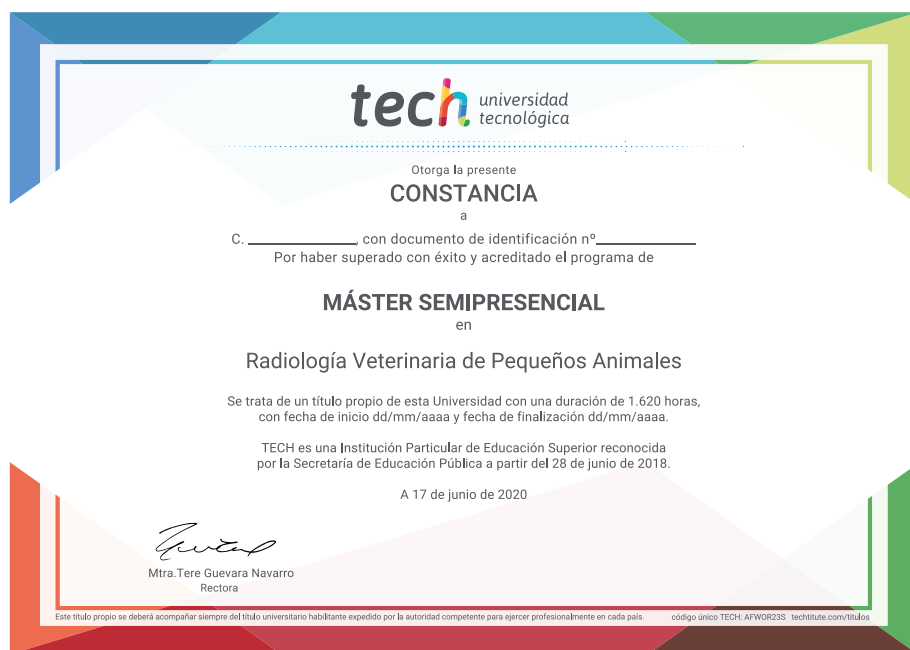 tech universidad
tecnológica
Otorga la presente
CONSTANCIA
a
C. ____________, con documento de identificación nº____________
Por haber superado con éxito y acreditado el programa de
MÁSTER SEMIPRESENCIAL
en
Radiología Veterinaria de Pequeños Animales
Se trata de un título propio de esta Universidad con una duración de 1.620 horas,
con fecha de inicio dd/mm/aaaa y fecha de finalización dd/mm/aaaa.
TECH es una Institución Particular de Educación Superior reconocida
por la Secretaría de Educación Pública a partir del 28 de junio de 2018.
A 17 de junio de 2020
Mtra.Tere Guevara Navarro
Rectora
Este título propio se deberá acompañar siempre del título universitario habilitante expedido por la autoridad competente para ejercer profesionalmente en cada país. código único TECH: AFWOR23S techtitute.com/titulos